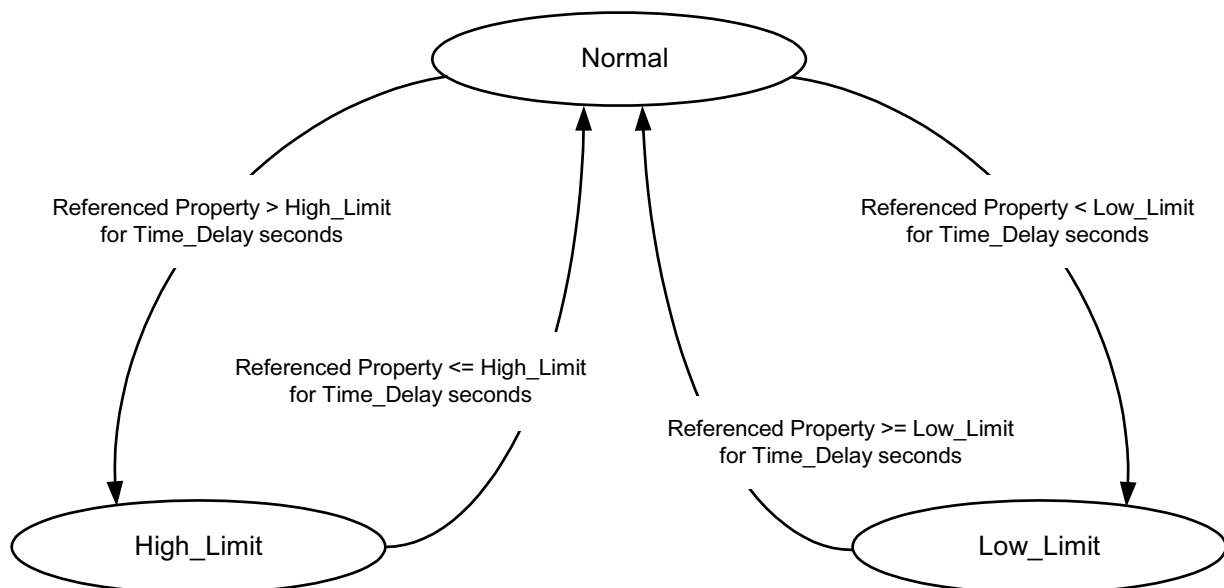 Normal
Referenced Property > High_Limit
for Time_Delay seconds
Referenced Property < Low_Limit
for Time_Delay seconds
Referenced Property <= High_Limit
for Time_Delay seconds
Referenced Property >= Low_Limit
for Time_Delay seconds
High_Limit
Low_Limit